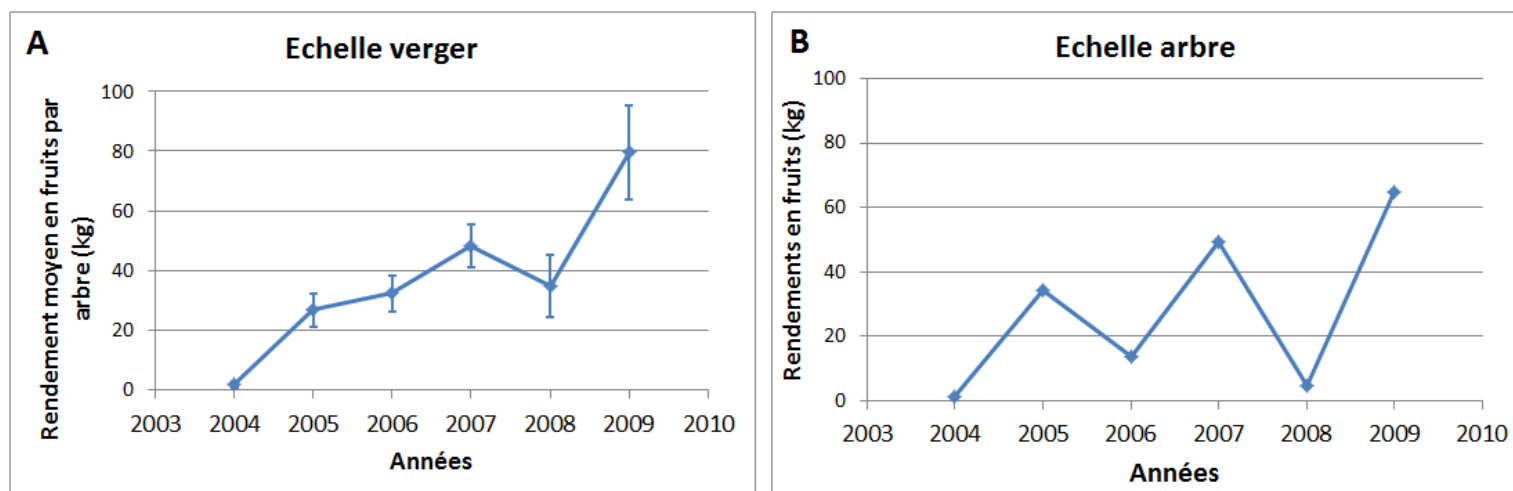 A
Echelle verger
Rendement moyen en fruits par
arbre (kg)
100
80
60
40
20
0
2003 2004 2005 2006 2007 2008 2009 2010
Années
B
Echelle arbre
Rendements en fruits (kg)
100
80
60
40
20
0
2003 2004 2005 2006 2007 2008 2009 2010
Années